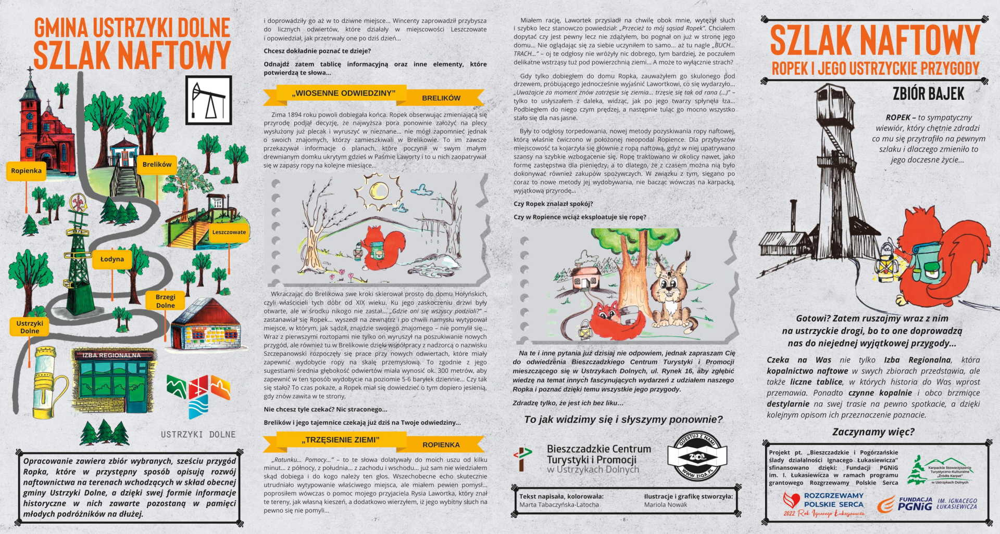 GMINA USTRZYKI DOLNE
SZLAK NAFTOWY
Ropienka
Brelików
Leszczowate
Łodyna
Brzegi
Dolne
Ustrzyki
Dolne
IZBA REGIONALNA
USTRZYKI DOLNE
Opracowanie zawiera zbiór wybranych, sześciu przygód
Ropka, które w przystępny sposób opisują rozwój
naftownictwa na terenach wchodzących w skład obecnej
gminy Ustrzyki Dolne, a dzięki swej formie informacje
historyczne w nich zawarte pozostaną w pamięci
młodych podróżników na dłużej.
i doprowadziły go aż w to dziwne miejsce... Wincenty zaprowadził przybysza
do licznych odwiertów, które działały w miejscowości Leszczowate
i opowiedział, jak przetrwały one po dziś dzień...
Chcesz dokładnie poznać te dzieje?
Odnajdź zatem tablicę informacyjną oraz inne elementy, które
potwierdzą te słowa...
„WIOSENNE ODWIEDZINY”
BRELIKÓW
Zima 1894 roku powoli dobiegała końca. Ropek obserwując zmieniającą się
przyrodę podjął decyzję, że najwyższa pora ponownie założyć na plecy
wysłużony już plecak i wyruszyć w nieznane... nie mógł zapomnieć jednak
o swoich znajomych, którzy zamieszkiwali w Brelikowie. To im zawsze
przekazywał informacje o planach, które poczynił w swym małym
drewnianym domku ukrytym gdzieś w Paśmie Laworty i to u nich zaopatrywał
się w zapasy ropy na kolejne miesiące...
Wkraczając do Brelikowa swe kroki skierował prosto do domu Hołyńskich,
czyli właścicieli tych dóbr od XIX wieku. Ku jego zaskoczeniu drzwi były
otwarte, ale w środku nikogo nie zastał... „Gdzie oni się wszyscy podziali?” –
zastanawiał się Ropek... wyszedł na zewnątrz i po chwili namysłu wytypował
miejsce, w którym, jak sądził, znajdzie swojego znajomego – nie pomylił się...
Wraz z pierwszymi roztopami nie tylko on wyruszył na poszukiwanie nowych
przygód, ale również tu w Brelikowie dzięki współpracy z nadzorcą o nazwisku
Szczepanowski rozpoczęły się prace przy nowych odwiertach, które miały
zapewnić wydobycie ropy na skalę przemysłową. To zgodnie z jego
sugestiami średnia głębokość odwiertów miała wynosić ok. 300 metrów, aby
zapewnić w ten sposób wydobycie na poziomie 5-6 baryłek dziennie... Czy tak
się stało? To czas pokaże, a Ropek miał się dowiedzieć o tym dopiero jesienią,
gdy znów zawita w te strony.
Nie chcesz tyle czekać? Nic straconego...
Brelików i jego tajemnice czekają już dziś na Twoje odwiedziny...
„TRZĘSIENIE ZIEMI”
ROPIENKA
„Ratunku... Pomocy...” – to te słowa dolatywały do moich uszu od kilku
minut... z północy, z południa... z zachodu i wschodu... już sam nie wiedziałem
skąd dobiega i do kogo należy ten głos. Wszechobecne echo skutecznie
utrudniało wytypowanie właściwego miejsca, ale miałem pewien pomysł...
poprosiłem wówczas o pomoc mojego przyjaciela Rysia Lawortka, który znał
te tereny, jak własną kieszeń, a dodatkowo wierzyłem, iż jego wybitny słuch na
pewno się nie pomyli...
- 7 -
Miałem rację, Lawortek przysiadł na chwilę obok mnie, wytężył słuch
i szybko lecz stanowczo powiedział: „Przecież to mój sąsiad Ropek”. Chciałem
dopytać czy jest pewny lecz nie zdążyłem, bo pognał on już w stronę jego
domu... Nie oglądając się za siebie uczyniłem to samo... aż tu nagle „BUCH...
TRACH...” – oj te odgłosy nie wróżyły nic dobrego, tym bardziej, że poczułem
delikatne wstrząsy tuż pod powierzchnią ziemi... A może to wyłącznie strach?
Gdy tylko dobiegłem do domu Ropka, zauważyłem go skulonego pod
drzewem, próbującego jednocześnie wyjaśnić Lawortkowi, co się wydarzyło...
„Uważajcie za moment znów zatrzęsie się ziemia... trzęsie się tak od rana (...)” –
tylko to usłyszałem z daleka, widząc, jak po jego twarzy spłynęła łza...
Podbiegłem do niego czym prędzej, a następnie tuląc go mocno wszystko
stało się dla nas jasne.
Były to odgłosy torpedowania, nowej metody pozyskiwania ropy naftowej,
którą właśnie ćwiczono w położonej nieopodal Ropience. Dla przybyszów
miejscowość ta kojarzyła się głównie z ropą naftową, gdyż w niej upatrywano
szansy na szybkie wzbogacenie się. Ropę traktowano w okolicy nawet, jako
formę zastępstwa dla pieniędzy, a to dlatego, że z czasem można nią było
dokonywać również zakupów spożywczych. W związku z tym, sięgano po
coraz to nowe metody jej wydobywania, nie bacząc wówczas na karpacką,
wyjątkową przyrodę...
Czy Ropek znalazł spokój?
Czy w Ropience wciąż eksploatuje się ropę?
Na te i inne pytania już dzisiaj nie odpowiem, jednak zapraszam Cię
do odwiedzenia Bieszczadzkiego Centrum Turystyki i Promocji
mieszczącego się w Ustrzykach Dolnych, ul. Rynek 16, aby zgłębić
wiedzę na temat innych fascynujących wydarzeń z udziałem naszego
Ropka i poznać dzięki temu wszystkie jego przygody.
Zdradzę tylko, że jest ich bez liku...
To jak widzimy się i słyszymy ponownie?
Bieszczadzkie Centrum
Turystyki i Promocji
w Ustrzykach Dolnych
QUESTUJ Z NAMI
WWW.ZIQA.PL
Tekst napisała, kolorowała:
Marta Tabaczyńska-Latocha
Ilustracje i grafikę stworzyła:
Mariola Nowak
- 8 -
SZLAK NAFTOWY
ROPEK I JEGO USTRZYCKIE PRZYGODY
ZBIÓR BAJEK
ROPEK – to sympatyczny
wiewiór, który chętnie zdradzi
co mu się przytrafiło na pewnym
szlaku i dlaczego zmieniło to
jego doczesne życie...
Gotowi? Zatem ruszajmy wraz z nim
na ustrzyckie drogi, bo to one doprowadzą
nas do niejednej wyjątkowej przygody...
Czeka na Was nie tylko Izba Regionalna, która
kopalnictwo naftowe w swych zbiorach przedstawia, ale
także liczne tablice, w których historia do Was wprost
przemawia. Ponadto czynne kopalnie i obco brzmiące
destylarnie na swej trasie na pewno spotkacie, a dzięki
kolejnym opisom ich przeznaczenie poznacie.
Zaczynamy więc?
Projekt pt. „Bieszczadzkie i Pogórzańskie
ślady działalności Ignacego Łukasiewicza”
sfinansowano dzięki: Fundacji PGNiG
im. I. Łukasiewicza w ramach programu
grantowego Rozgrzewamy Polskie Serca
Karpackie Stowarzyszenie
Turystyczno-Kulturalne
„Źródła Karpat”
w Ustrzykach Dolnych
ROZGRZEWAMY
POLSKIE SERCA
2022 Rok Ignacego Łukasiewicza
FUNDACJA
PGNiG
IM. IGNACEGO
ŁUKASIEWICZA